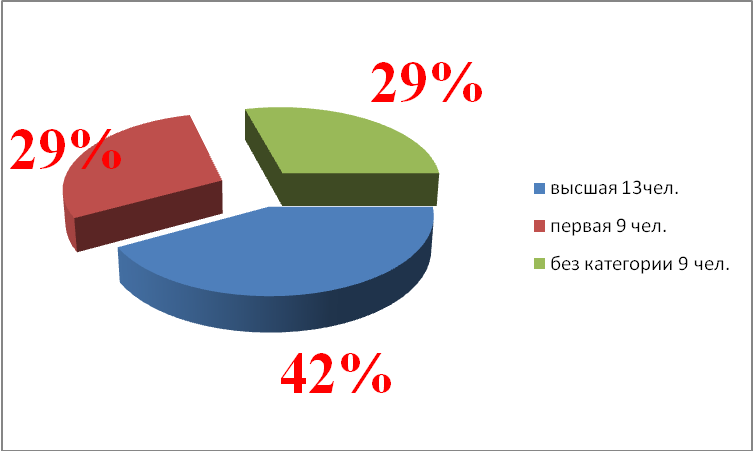 29%
29%
42%
высшая 13чел.
первая 9 чел.
без категории 9 чел.